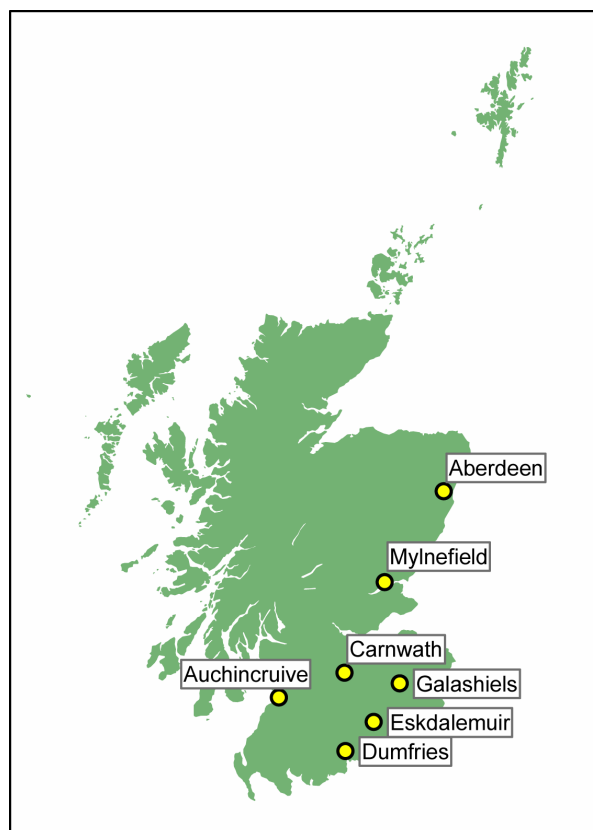 Aberdeen
Mylnefield
Carnwath
Auchincruive
Galashiels
Eskdalemuir
Dumfries